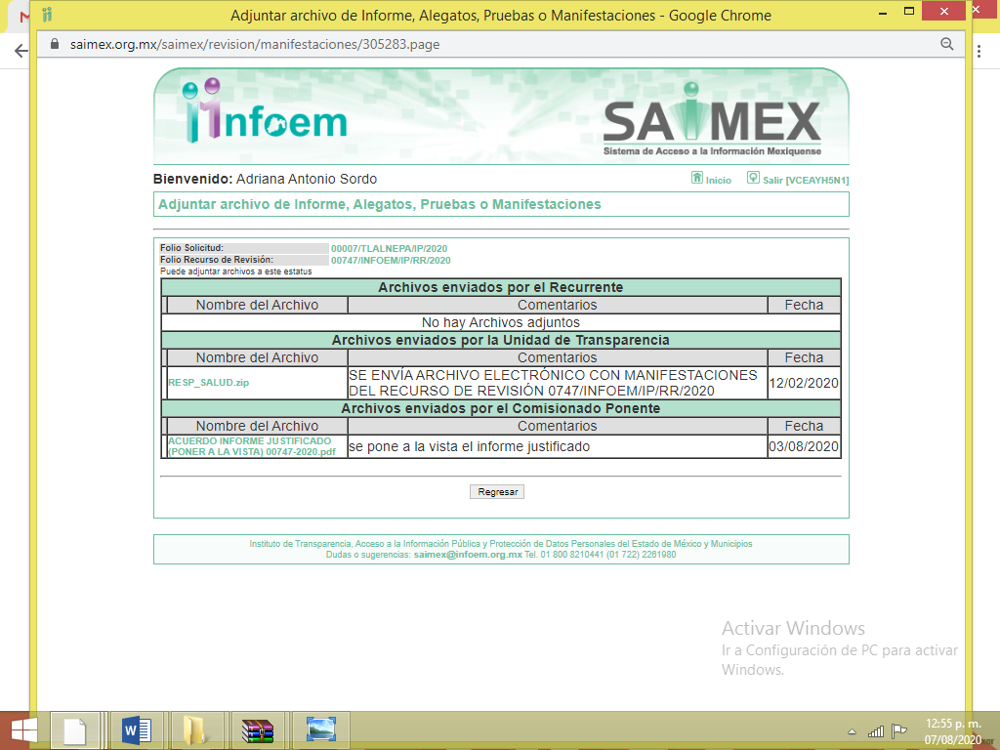 Adjuntar archivo de Informe, Alegatos, Pruebas o Manifestaciones - Google Chrome
saimex.org.mx/saimex/revision/manifestaciones/305283.page
infoem
SAIMEX
Sistema de Acceso a la Información Mexiquense
Bienvenido: Adriana Antonio Sordo
Inicio
Salir [VCEAYH5N1]
Adjuntar archivo de Informe, Alegatos, Pruebas o Manifestaciones
Folio Solicitud: 00007/TLALNEPA/IP/2020
Folio Recurso de Revisión: 00747/INFOEM/IP/RR/2020
Puede adjuntar archivos a este estatus
Archivos enviados por el Recurrente
Nombre del Archivo Comentarios Fecha
No hay Archivos adjuntos
Archivos enviados por la Unidad de Transparencia
Nombre del Archivo Comentarios Fecha
RESP_SALUD.zip
SE ENVÍA ARCHIVO ELECTRÓNICO CON MANIFESTACIONES
DEL RECURSO DE REVISIÓN 0747/INFOEM/IP/RR/2020
12/02/2020
Archivos enviados por el Comisionado Ponente
Nombre del Archivo Comentarios Fecha
ACUERDO INFORME JUSTIFICADO
(PONER A LA VISTA) 00747-2020.pdf
se pone a la vista el informe justificado
03/08/2020
Regresar
Instituto de Transparencia, Acceso a la Información Pública y Protección de Datos Personales del Estado de México y Municipios
Dudas o sugerencias: saimex@infoem.org.mx Tel. 01 800 8210441 (01 722) 2261980
Activar Windows
Ir a Configuración de PC para activar
Windows.
12:55 p. m.
07/08/2020